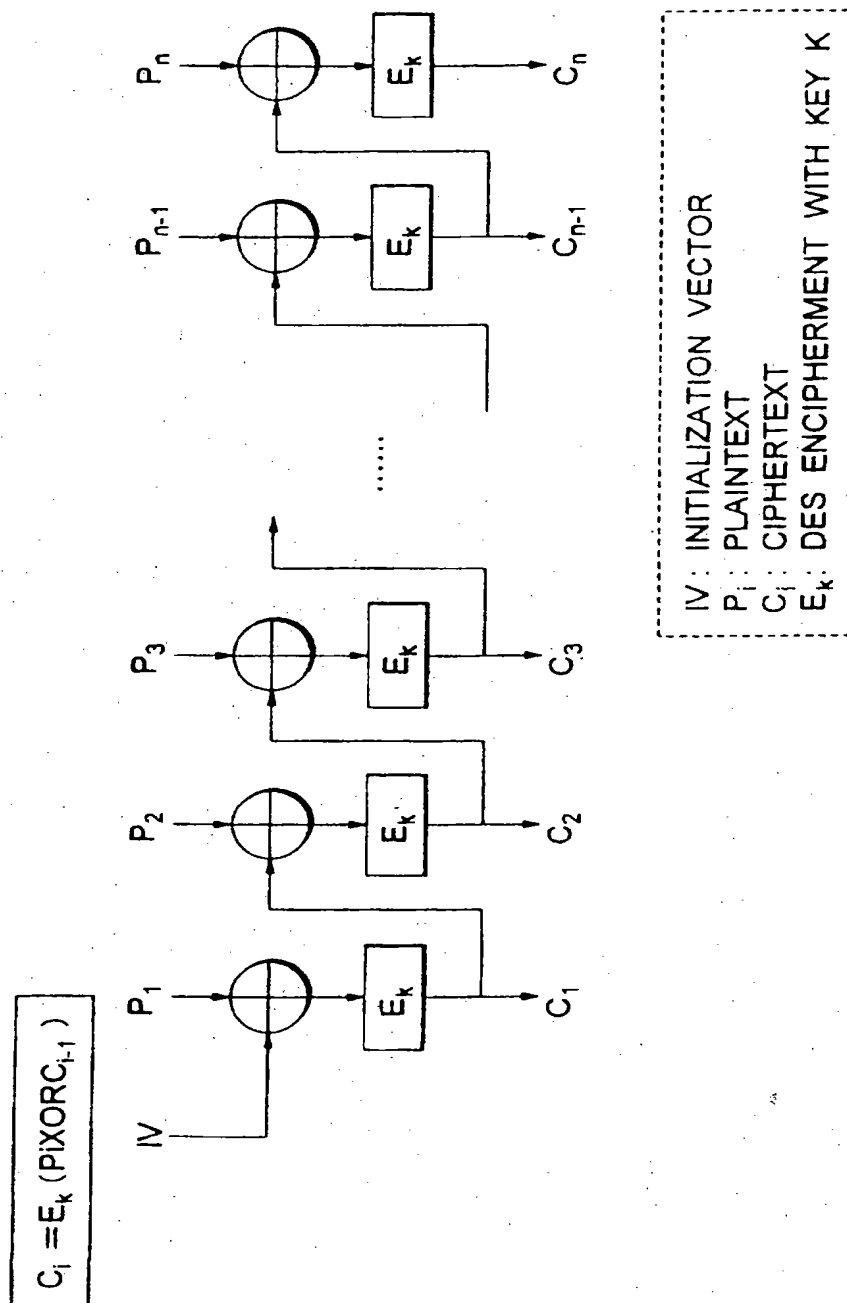 Cᵢ = Eₖ (PiXORCᵢ₋₁)
IV P₁ P₂ P₃ Pₙ₋₁ Pₙ
Eₖ Eₖ Eₖ ...... Eₖ Eₖ
C₁ C₂ C₃ Cₙ₋₁ Cₙ
IV : INITIALIZATION VECTOR
Pᵢ : PLAINTEXT
Cᵢ : CIPHERTEXT
Eₖ : DES ENCIPHERMENT WITH KEY K